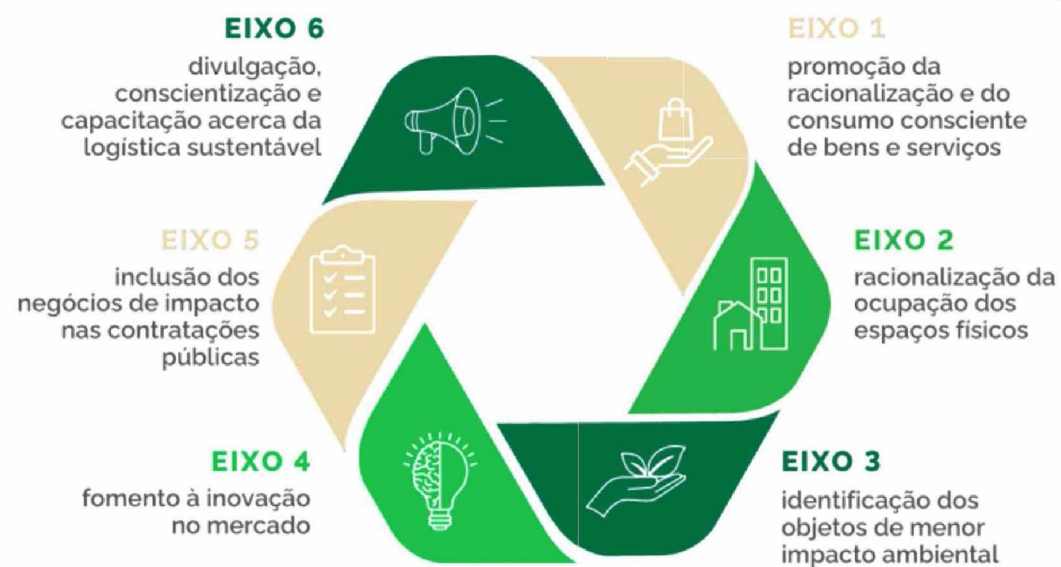 EIXO 1
promoção da
racionalização e do
consumo consciente
de bens e serviços
EIXO 2
racionalização da
ocupação dos
espaços físicos
EIXO 3
identificação dos
objetos de menor
impacto ambiental
EIXO 4
fomento à inovação
no mercado
EIXO 5
inclusão dos
negócios de impacto
nas contratações
públicas
EIXO 6
divulgação,
conscientização e
capacitação acerca da
logística sustentável